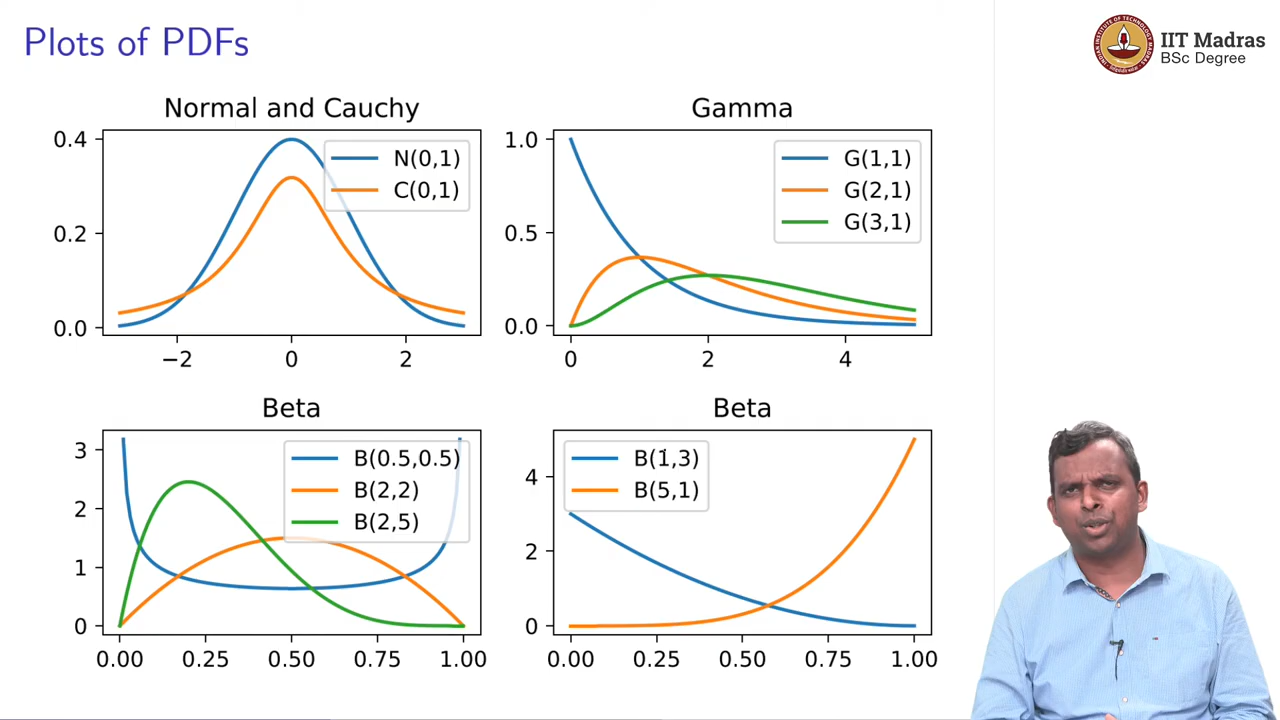 Plots of PDFs
IIT Madras
BSc Degree
Normal and Cauchy
N(0,1)
C(0,1)
0.4
0.2
0.0
−2 0 2
Gamma
G(1,1)
G(2,1)
G(3,1)
1.0
0.5
0.0
0 2 4
Beta
B(0.5,0.5)
B(2,2)
B(2,5)
3
2
1
0
0.00 0.25 0.50 0.75 1.00
Beta
B(1,3)
B(5,1)
4
2
0
0.00 0.25 0.50 0.75 1.00